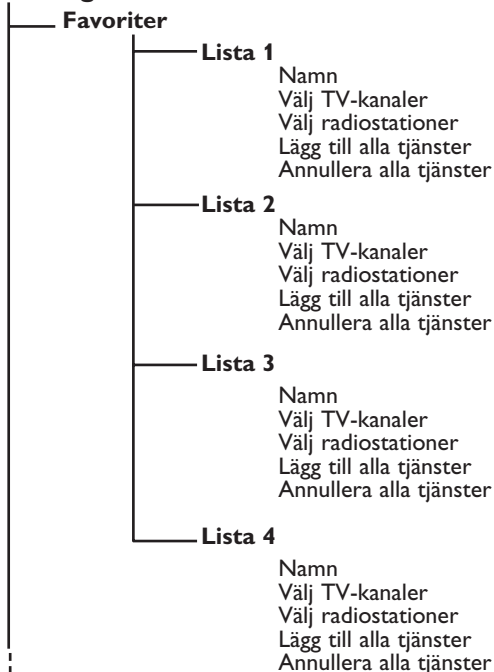 Favoriter
Lista 1
Namn
Välj TV-kanaler
Välj radiostationer
Lägg till alla tjänster
Annullera alla tjänster
Lista 2
Namn
Välj TV-kanaler
Välj radiostationer
Lägg till alla tjänster
Annullera alla tjänster
Lista 3
Namn
Välj TV-kanaler
Välj radiostationer
Lägg till alla tjänster
Annullera alla tjänster
Lista 4
Namn
Välj TV-kanaler
Välj radiostationer
Lägg till alla tjänster
Annullera alla tjänster